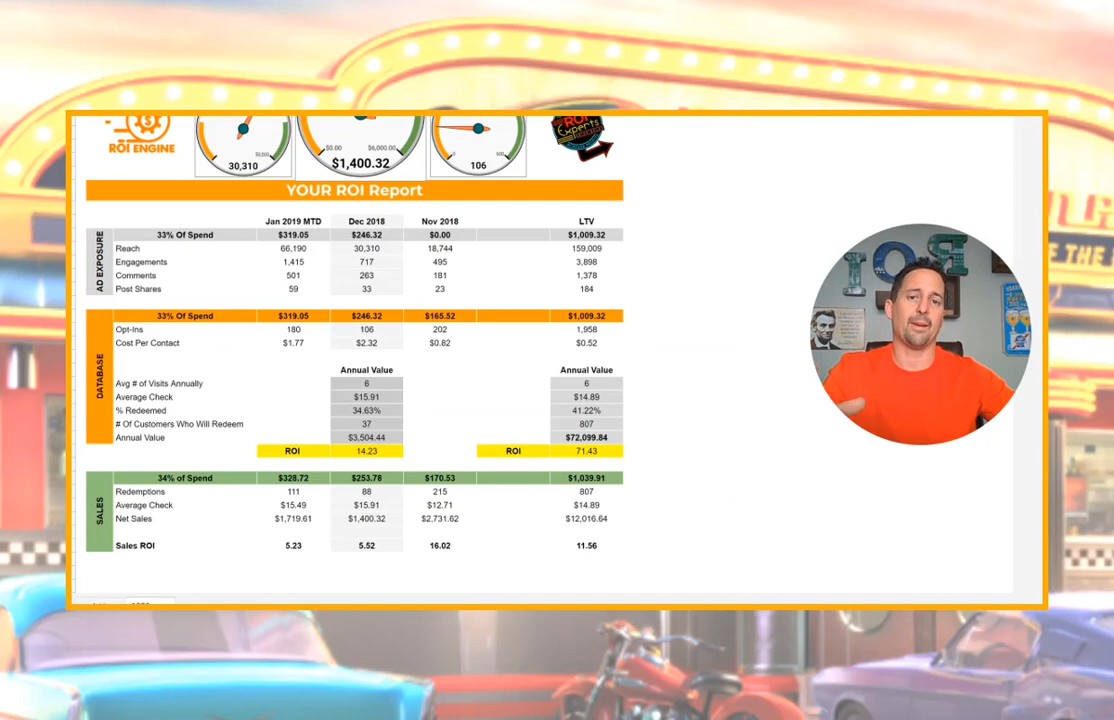 ROI ENGINE
30,310
50,000
$0.00
$6,000.00
$1,400.32
0
106
ROI
Experts
YOUR ROI Report
Jan 2019 MTD Dec 2018 Nov 2018 LTV
AD EXPOSURE
33% Of Spend $319.05 $246.32 $0.00 $1,009.32
Reach 66,190 30,310 18,744 159,009
Engagements 1,415 717 495 3,898
Comments 501 263 181 1,378
Post Shares 59 33 23 184
DATABASE
33% Of Spend $319.05 $246.32 $165.52 $1,009.32
Opt-Ins 180 106 202 1,958
Cost Per Contact $1.77 $2.32 $0.82 $0.52
Annual Value Annual Value
Avg # of Visits Annually 6 6
Average Check $15.91 $14.89
% Redeemed 34.63% 41.22%
# Of Customers Who Will Redeem 37 807
Annual Value $3,504.44 $72,099.84
ROI 14.23 ROI 71.43
SALES
34% of Spend $328.72 $253.78 $170.53 $1,039.91
Redemptions 111 88 215 807
Average Check $15.49 $15.91 $12.71 $14.89
Net Sales $1,719.61 $1,400.32 $2,731.62 $12,016.64
Sales ROI 5.23 5.52 16.02 11.56
ROI
THE